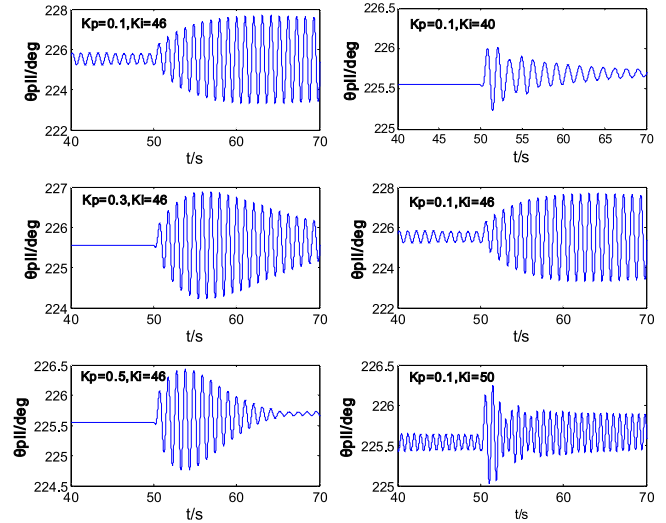 Kp=0.1,Ki=46
228
226
224
222
40
50
60
70
θpll/deg
t/s
Kp=0.1,Ki=40
226.5
226
225.5
225
40
45
50
55
60
65
70
θpll/deg
t/s
Kp=0.3,Ki=46
227
226
225
224
40
50
60
70
θpll/deg
t/s
Kp=0.1,Ki=46
228
226
224
222
40
50
60
70
θpll/deg
t/s
Kp=0.5,Ki=46
226.5
226
225.5
225
224.5
40
50
60
70
θpll/deg
t/s
Kp=0.1,Ki=50
226.5
226
225.5
225
40
50
60
70
θpll/deg
t/s